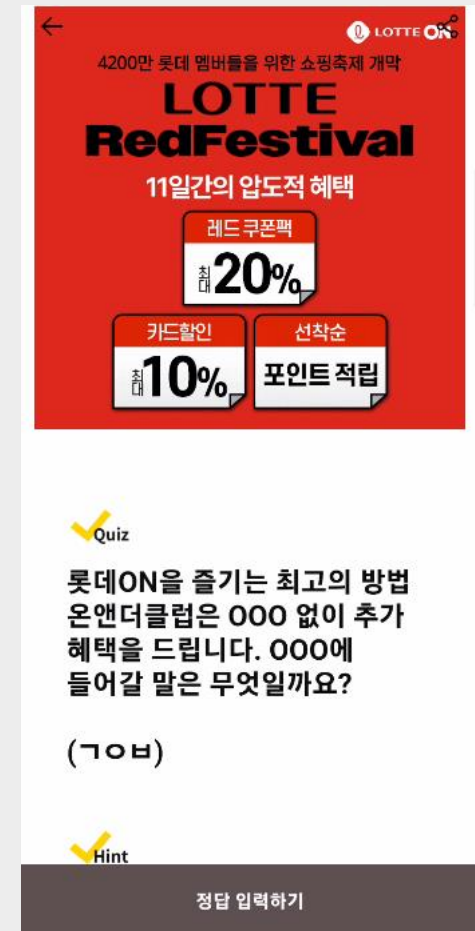 LOTTE ON
4200만 롯데 멤버들을 위한 쇼핑축제 개막
LOTTE
RedFestival
11일간의 압도적 혜택
레드 쿠폰팩
최대 20%
카드할인
최대 10%
선착순
포인트 적립
Quiz
롯데ON을 즐기는 최고의 방법
온앤더클럽은 OOO 없이 추가
혜택을 드립니다. OOO에
들어갈 말은 무엇일까요?
(ㄱㅇㅂ)
Hint
정답 입력하기